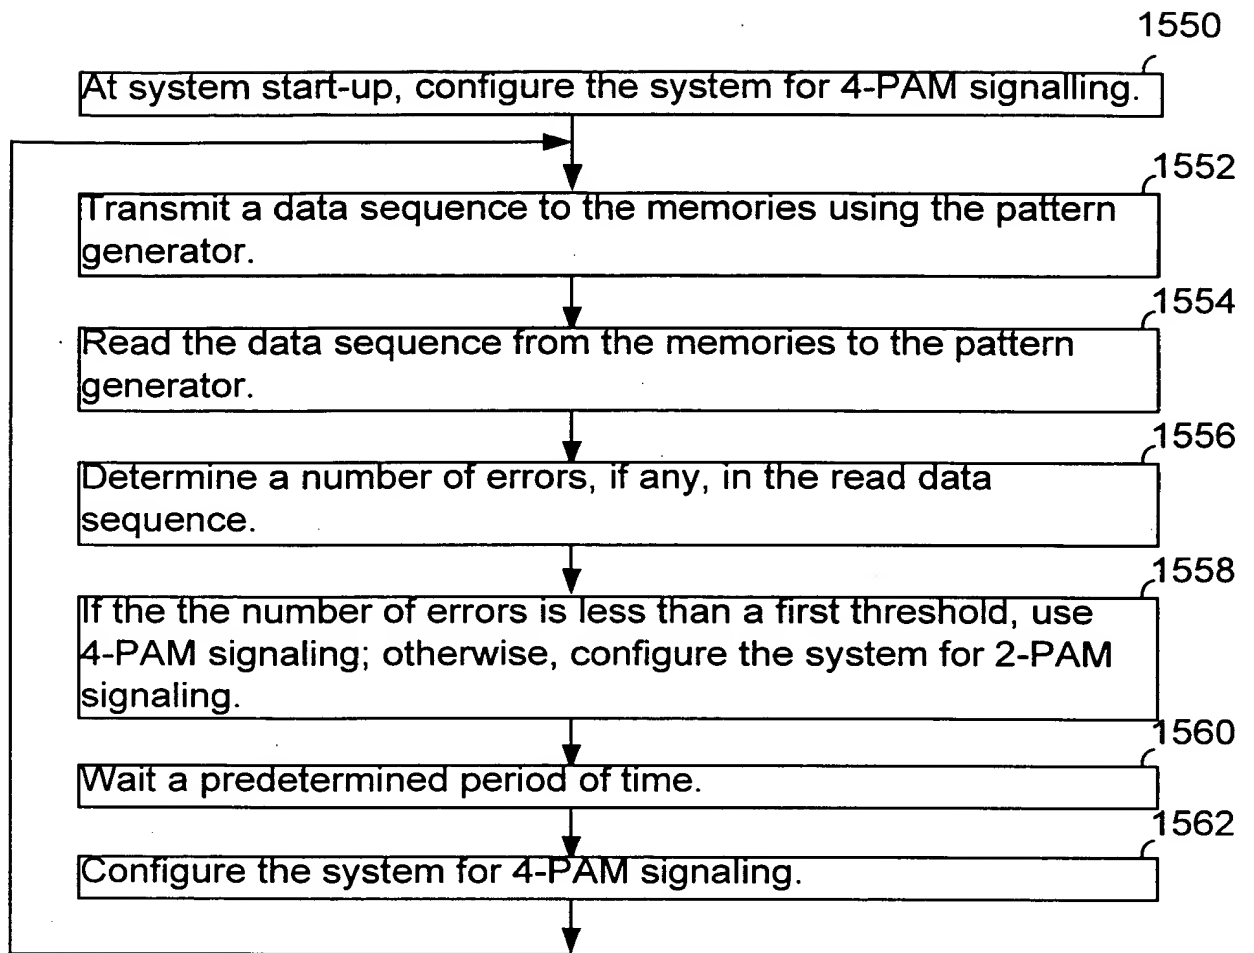 1550
At system start-up, configure the system for 4-PAM signalling.
1552
Transmit a data sequence to the memories using the pattern
generator.
1554
Read the data sequence from the memories to the pattern
generator.
1556
Determine a number of errors, if any, in the read data
sequence.
1558
If the the number of errors is less than a first threshold, use
4-PAM signaling; otherwise, configure the system for 2-PAM
signaling.
1560
Wait a predetermined period of time.
1562
Configure the system for 4-PAM signaling.